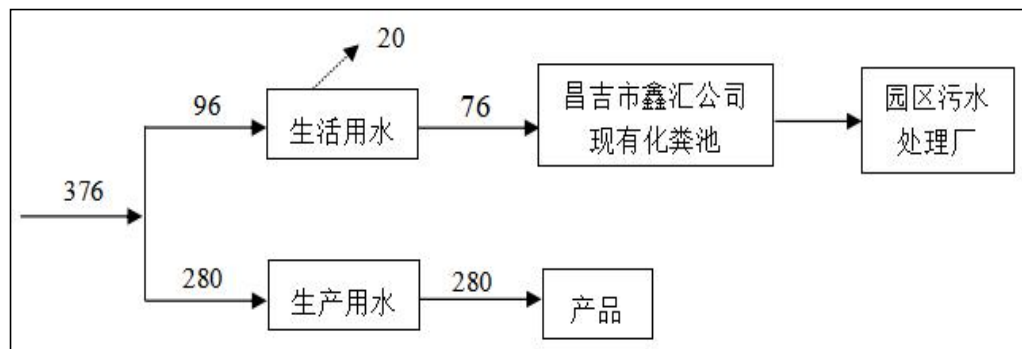 20
96
生活用水
76
昌吉市鑫汇公司
现有化粪池
园区污水
处理厂
376
280
生产用水
280
产品